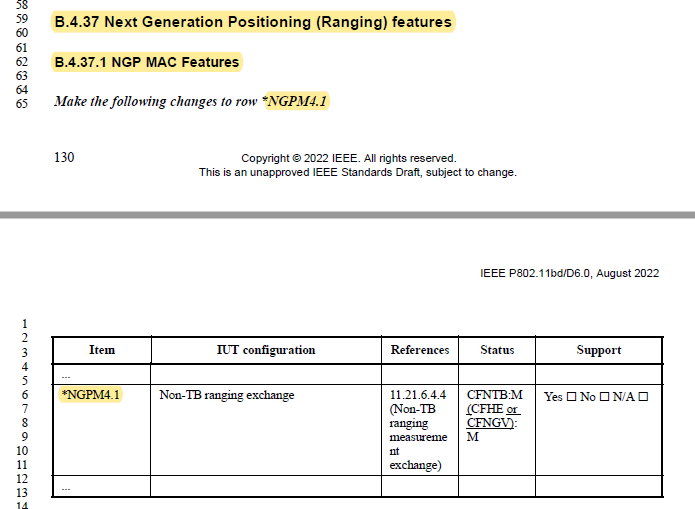 58
59 B.4.37 Next Generation Positioning (Ranging) features
60
61
62 B.4.37.1 NGP MAC Features
63
64
65 Make the following changes to row *NGPM4.1
130 Copyright © 2022 IEEE. All rights reserved.
This is an unapproved IEEE Standards Draft, subject to change.
IEEE P802.11bd/D6.0, August 2022
1
2
3 Item IUT configuration References Status Support
4
5 ...
6 *NGPM4.1 Non-TB ranging exchange 11.21.6.4.4 CFNTB:M Yes ☐ No ☐ N/A ☐
7 (Non-TB (CFHE or
8 ranging CFNGV):
9 measureme M
10 nt
11 exchange)
12
13 ...
14